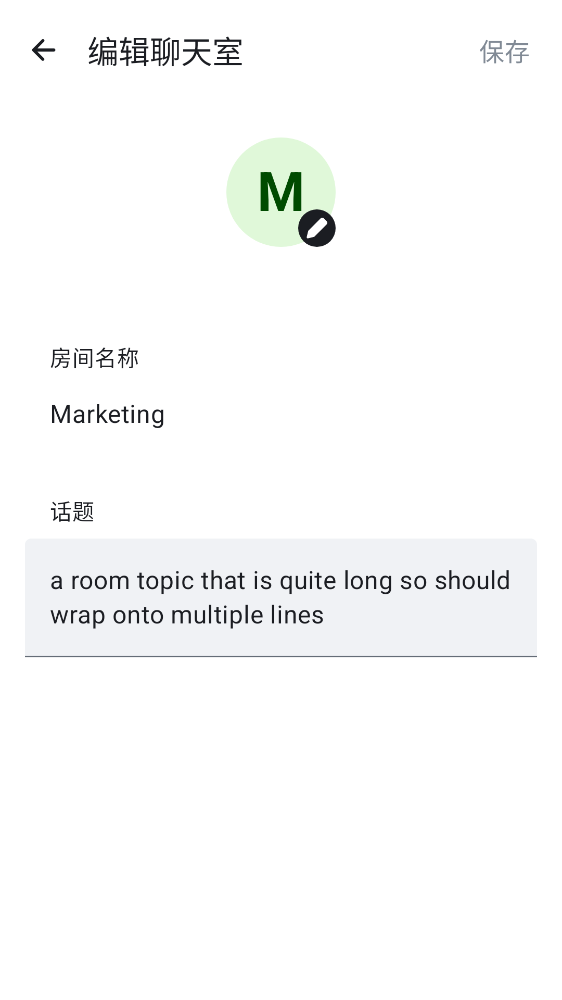 编辑聊天室
保存
M
房间名称
Marketing
话题
a room topic that is quite long so should
wrap onto multiple lines